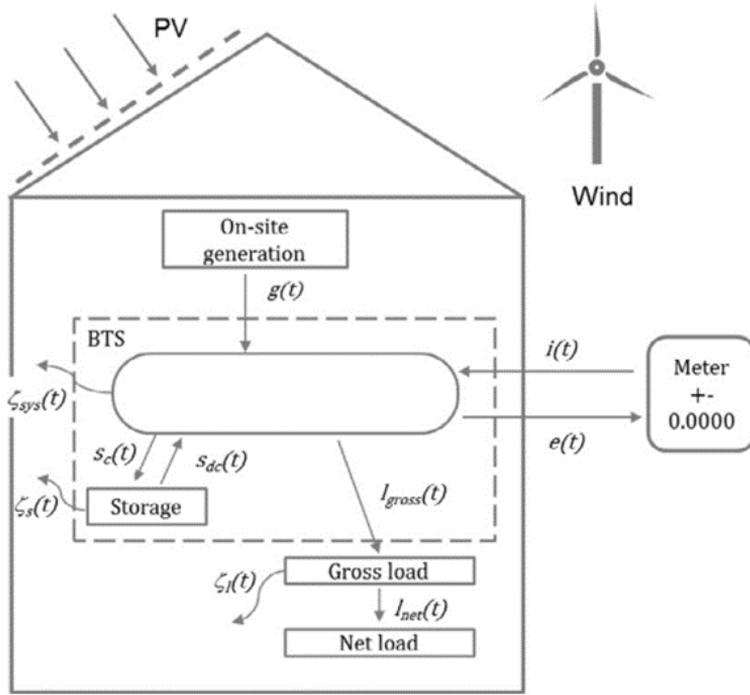 PV
Wind
On-site
generation
g(t)
BTS
i(t)
Meter
+-
0.0000
e(t)
ζsys(t)
sc(t)
sdc(t)
ζs(t)
Storage
lgross(t)
Gross load
ζl(t)
lnet(t)
Net load